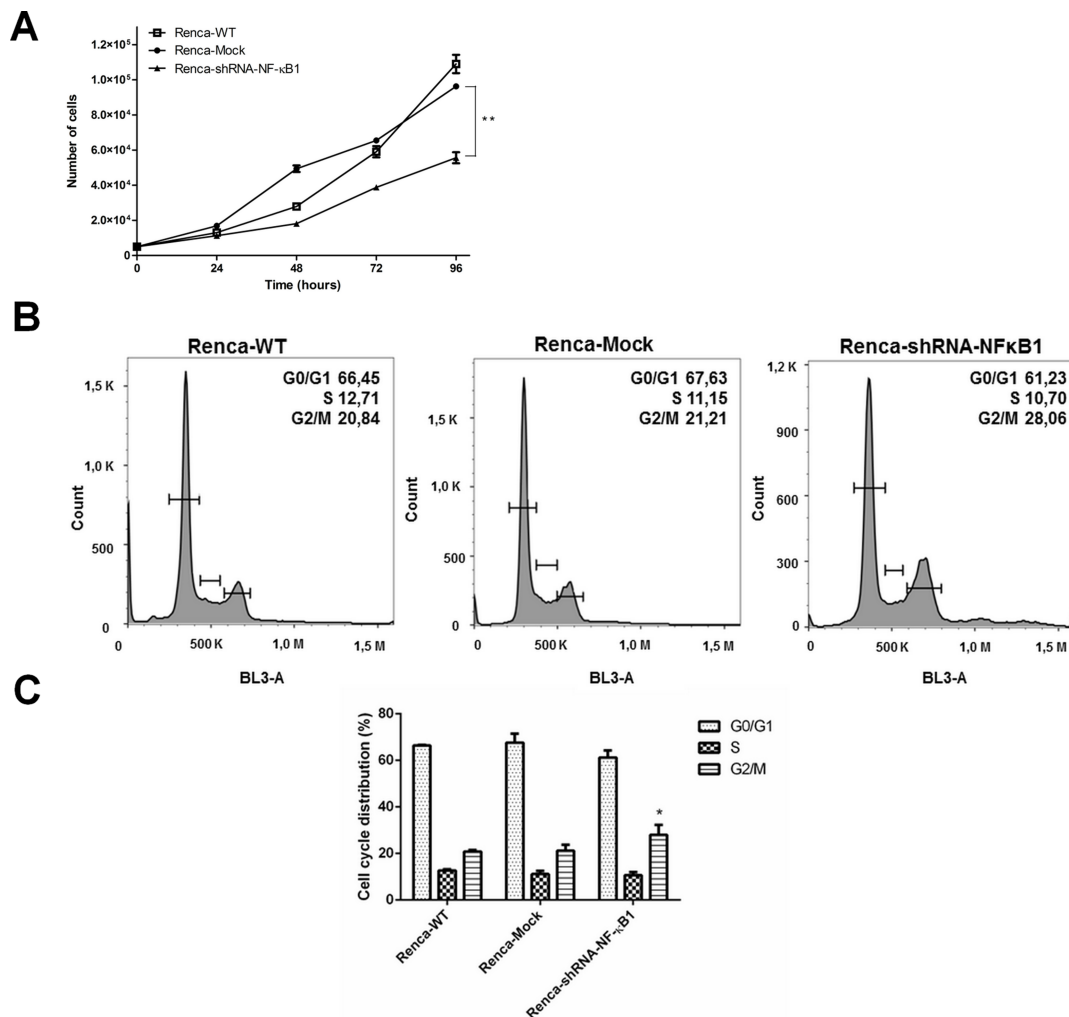 A
Renca-WT
Renca-Mock
Renca-shRNA-NF-κB1
1.2×10⁵
1.0×10⁵
8.0×10⁴
6.0×10⁴
4.0×10⁴
2.0×10⁴
0
Number of cells
**
0 24 48 72 96
Time (hours)
B
Renca-WT
G0/G1 66,45
S 12,71
G2/M 20,84
1,5 K
1,0 K
500
0
Count
0 500 K 1,0 M 1,5 M
BL3-A
Renca-Mock
G0/G1 67,63
S 11,15
G2/M 21,21
1,5 K
1,0 K
500
0
Count
0 500 K 1,0 M 1,5 M
BL3-A
Renca-shRNA-NFκB1
G0/G1 61,23
S 10,70
G2/M 28,06
1,2 K
900
600
300
0
Count
0 500 K 1,0 M 1,5 M
BL3-A
C
80
60
40
20
0
Cell cycle distribution (%)
G0/G1
S
G2/M
*
Renca-WT
Renca-Mock
Renca-shRNA-NF-κB1